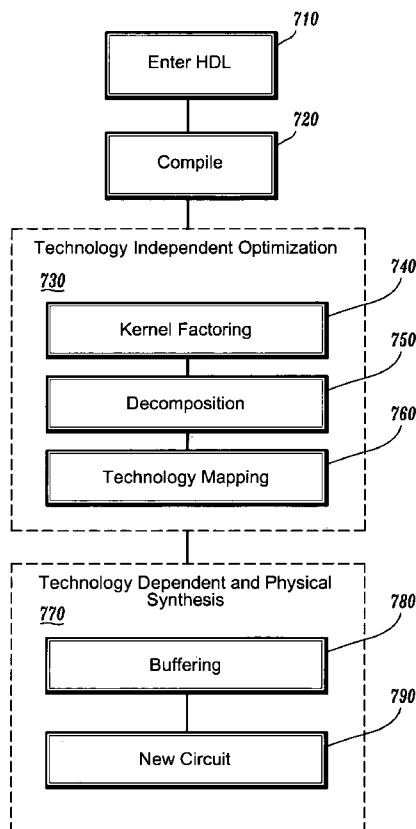 710
Enter HDL
720
Compile
Technology Independent Optimization
730
740
Kernel Factoring
750
Decomposition
760
Technology Mapping
Technology Dependent and Physical
Synthesis
770
780
Buffering
790
New Circuit